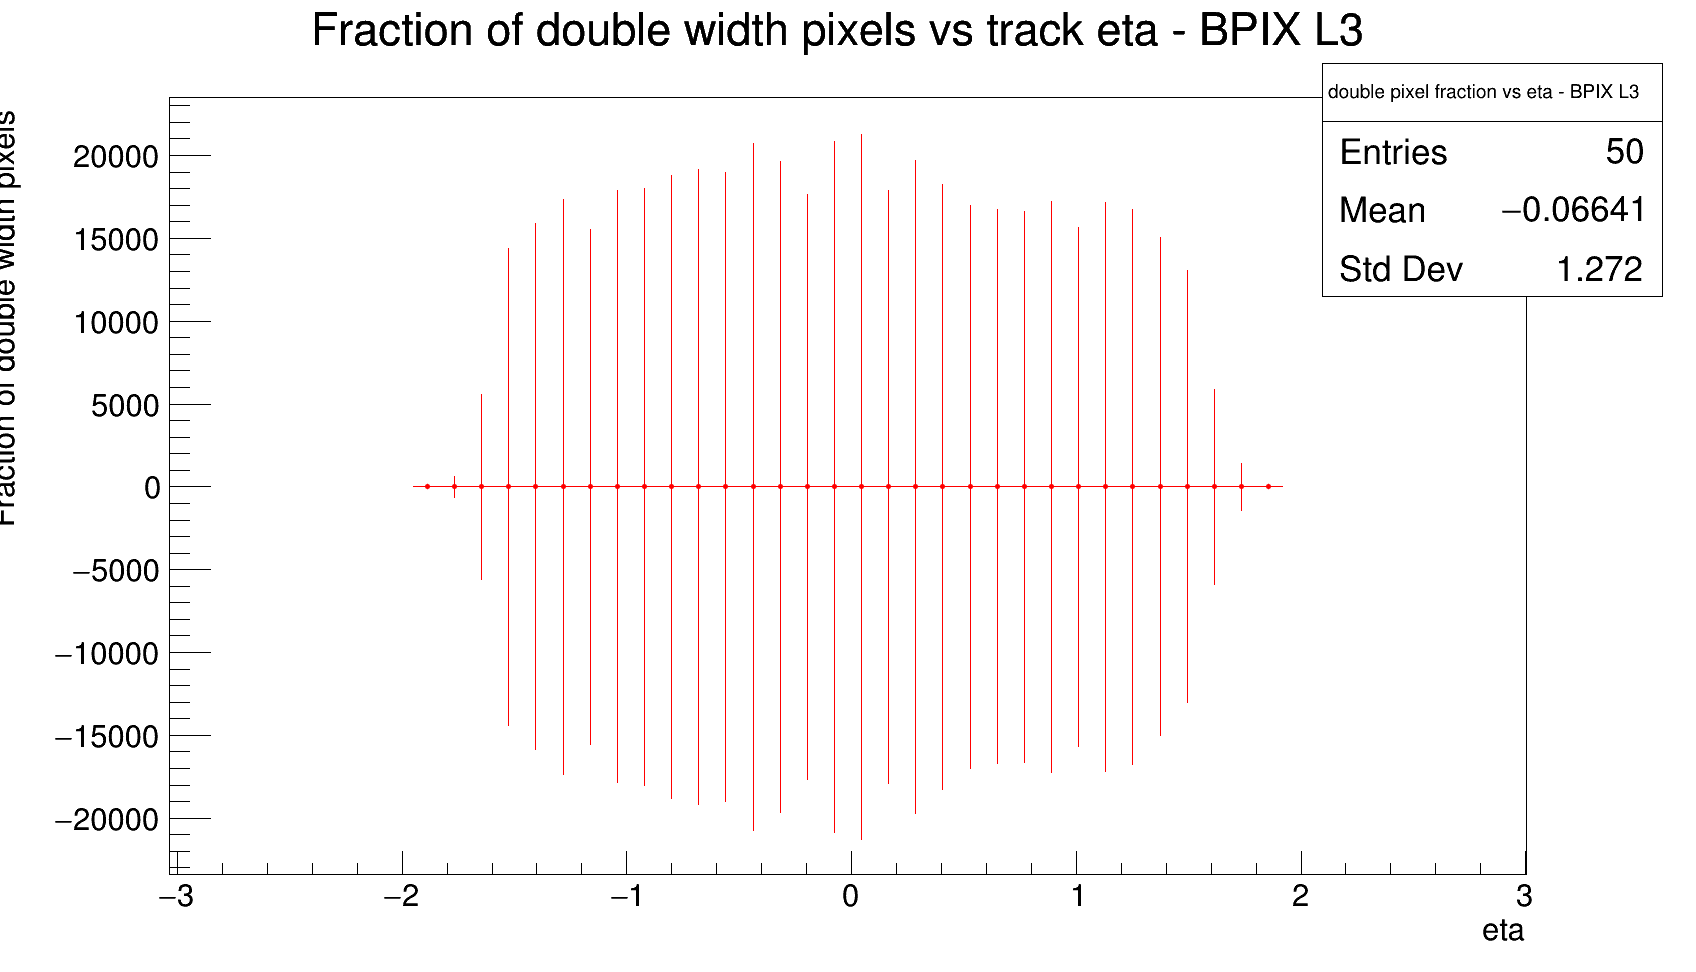 Fraction of double width pixels vs track eta - BPIX L3
double pixel fraction vs eta - BPIX L3
Entries 50
Mean −0.06641
Std Dev 1.272
Fraction of double width pixels
20000
15000
10000
5000
0
−5000
−10000
−15000
−20000
−3 −2 −1 0 1 2 3
eta